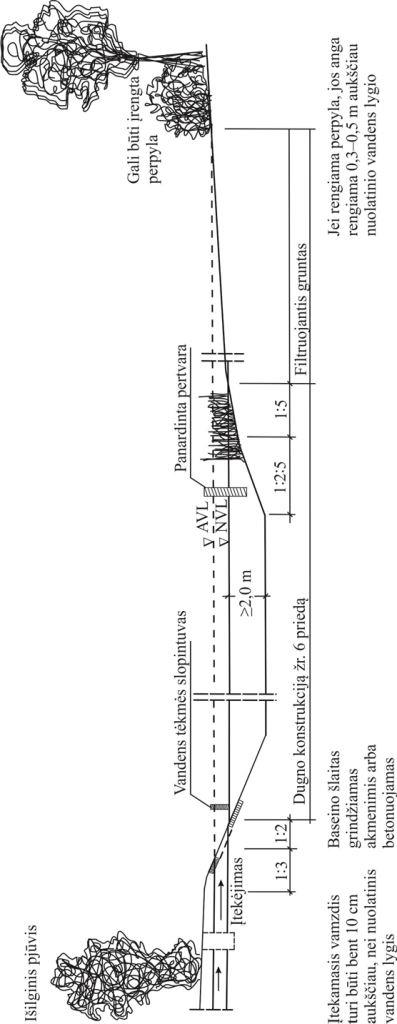 Išilginis pjūvis
Gali būti įrengta
perpyla
Vandens tėkmės slopintuvas
Panardinta pertvara
AVL
NVL
≥2,0 m
Įtekėjimas
1:3
1:2
1:2:5
1:5
Dugno konstrukciją žr. 6 priedą
Filtruojantis gruntas
Įtekamasis vamzdis
turi būti bent 10 cm
aukščiau, nei nuolatinis
vandens lygis
Baseino šlaitas
grindžiamas
akmenimis arba
betonuojamas
Jei rengiama perpyla, jos anga
rengiama 0,3–0,5 m aukščiau
nuolatinio vandens lygio